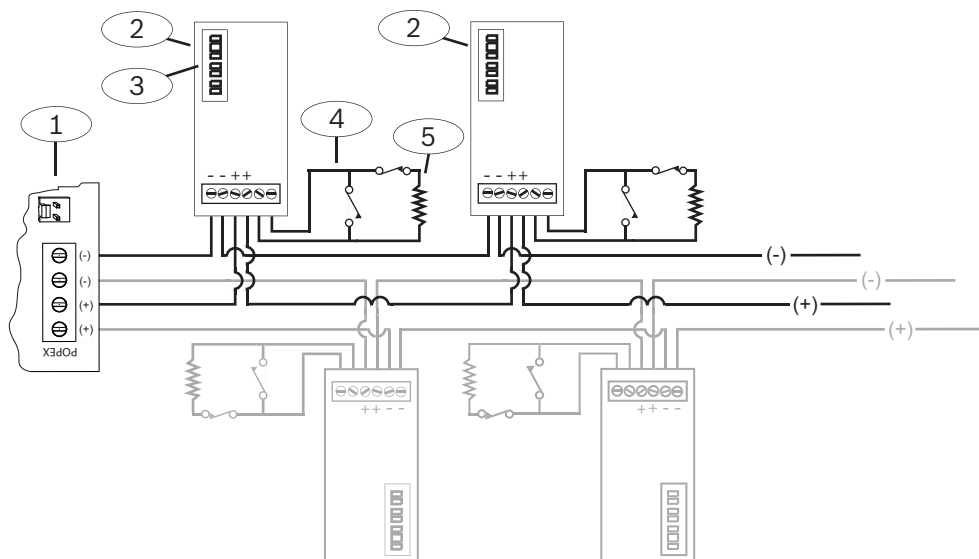 2
2
3
4
1
5
- - + +
- - + +
(-)
(-)
(-)
(-)
(+)
(+)
(+)
(+)
POPEX
+ + - -
+ + - -